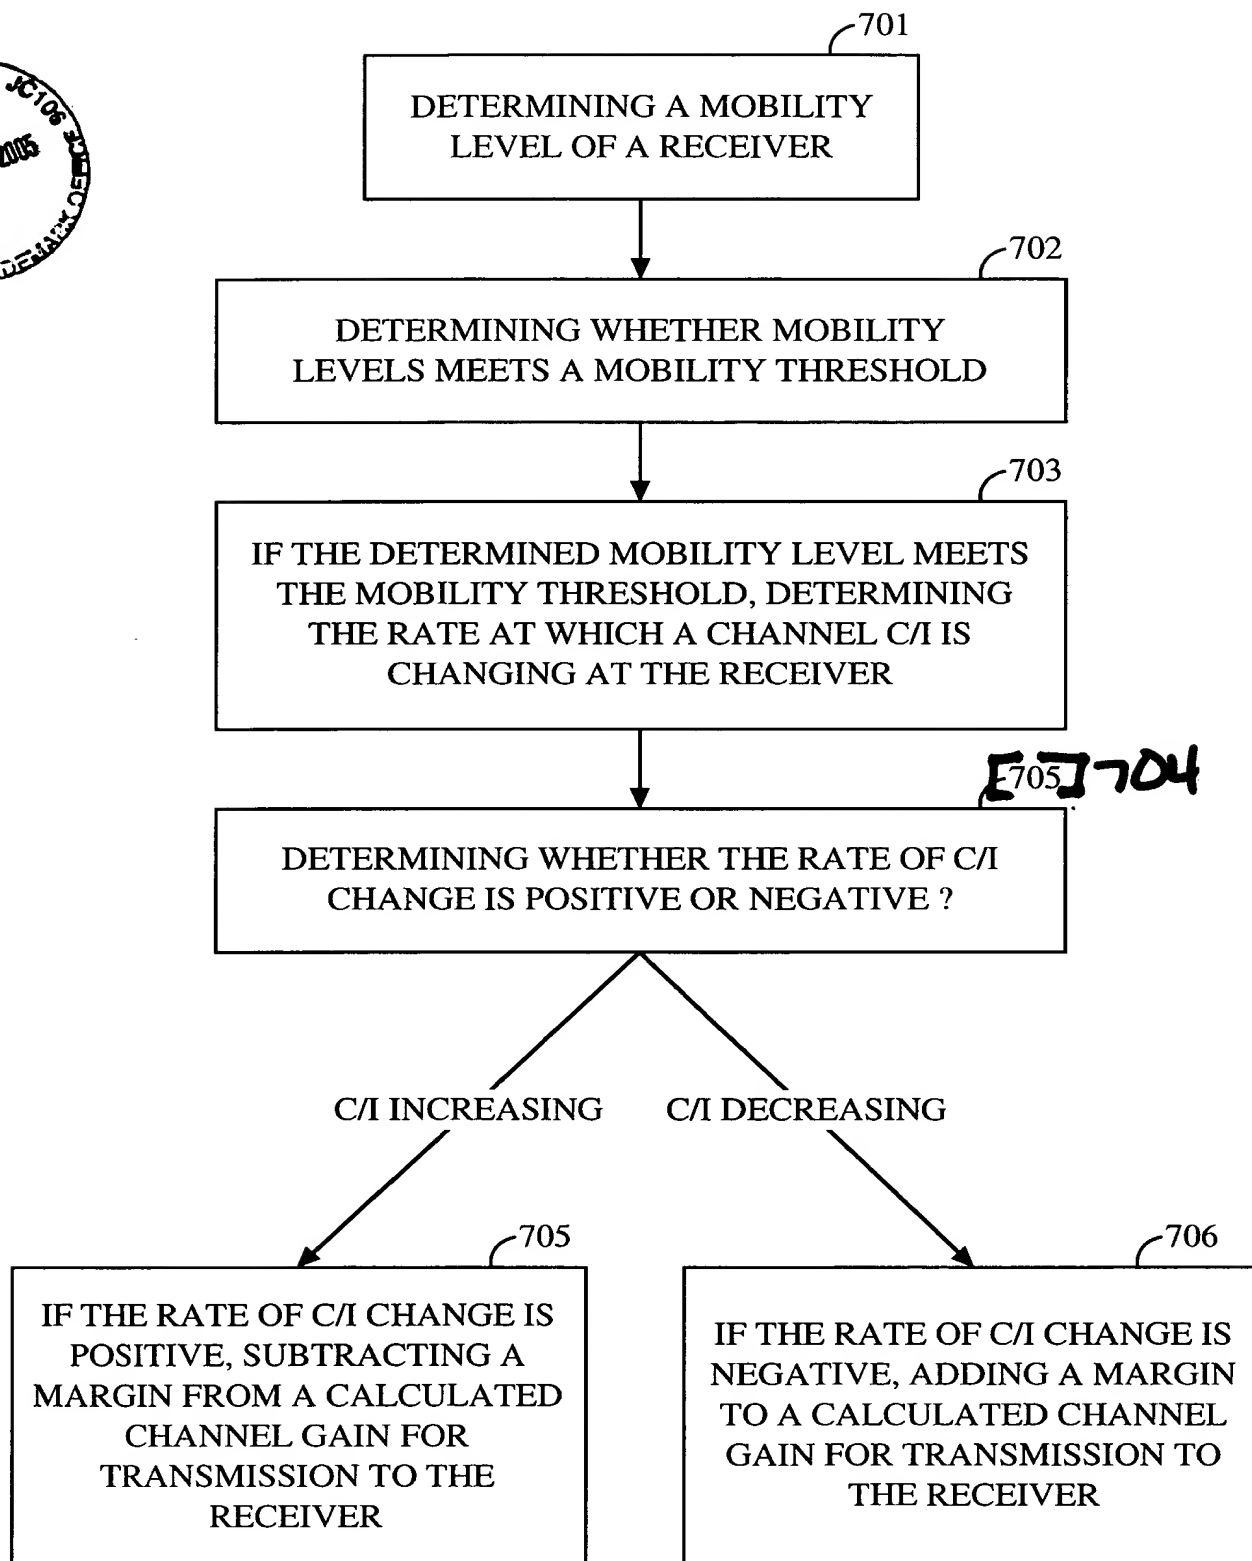 701
JC106
2005
DETERMINING A MOBILITY
LEVEL OF A RECEIVER
702
DETERMINING WHETHER MOBILITY
LEVELS MEETS A MOBILITY THRESHOLD
703
IF THE DETERMINED MOBILITY LEVEL MEETS
THE MOBILITY THRESHOLD, DETERMINING
THE RATE AT WHICH A CHANNEL C/I IS
CHANGING AT THE RECEIVER
[705] 704
DETERMINING WHETHER THE RATE OF C/I
CHANGE IS POSITIVE OR NEGATIVE ?
C/I INCREASING
C/I DECREASING
705
IF THE RATE OF C/I CHANGE IS
POSITIVE, SUBTRACTING A
MARGIN FROM A CALCULATED
CHANNEL GAIN FOR
TRANSMISSION TO THE
RECEIVER
706
IF THE RATE OF C/I CHANGE IS
NEGATIVE, ADDING A MARGIN
TO A CALCULATED CHANNEL
GAIN FOR TRANSMISSION TO
THE RECEIVER